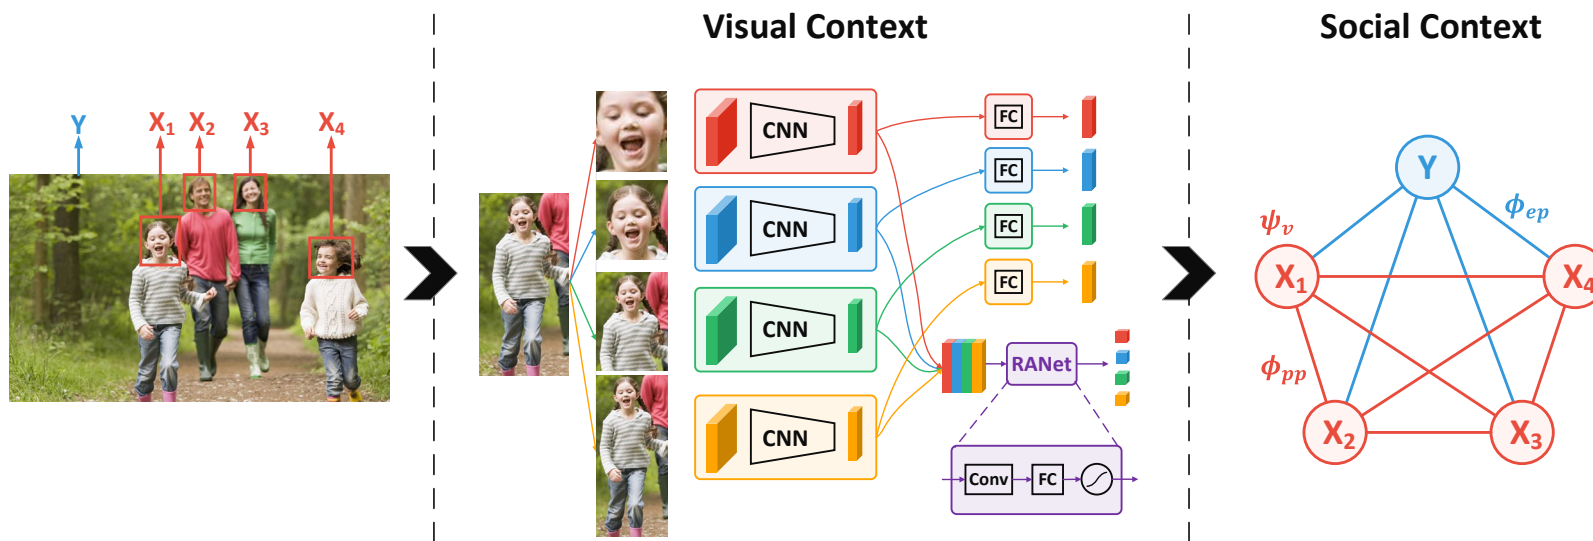 Visual Context
Social Context
Y
X1
X2
X3
X4
CNN
CNN
CNN
CNN
FC
FC
FC
FC
RANet
Conv
FC
Y
ϕep
ψv
X1
X4
ϕpp
X2
X3